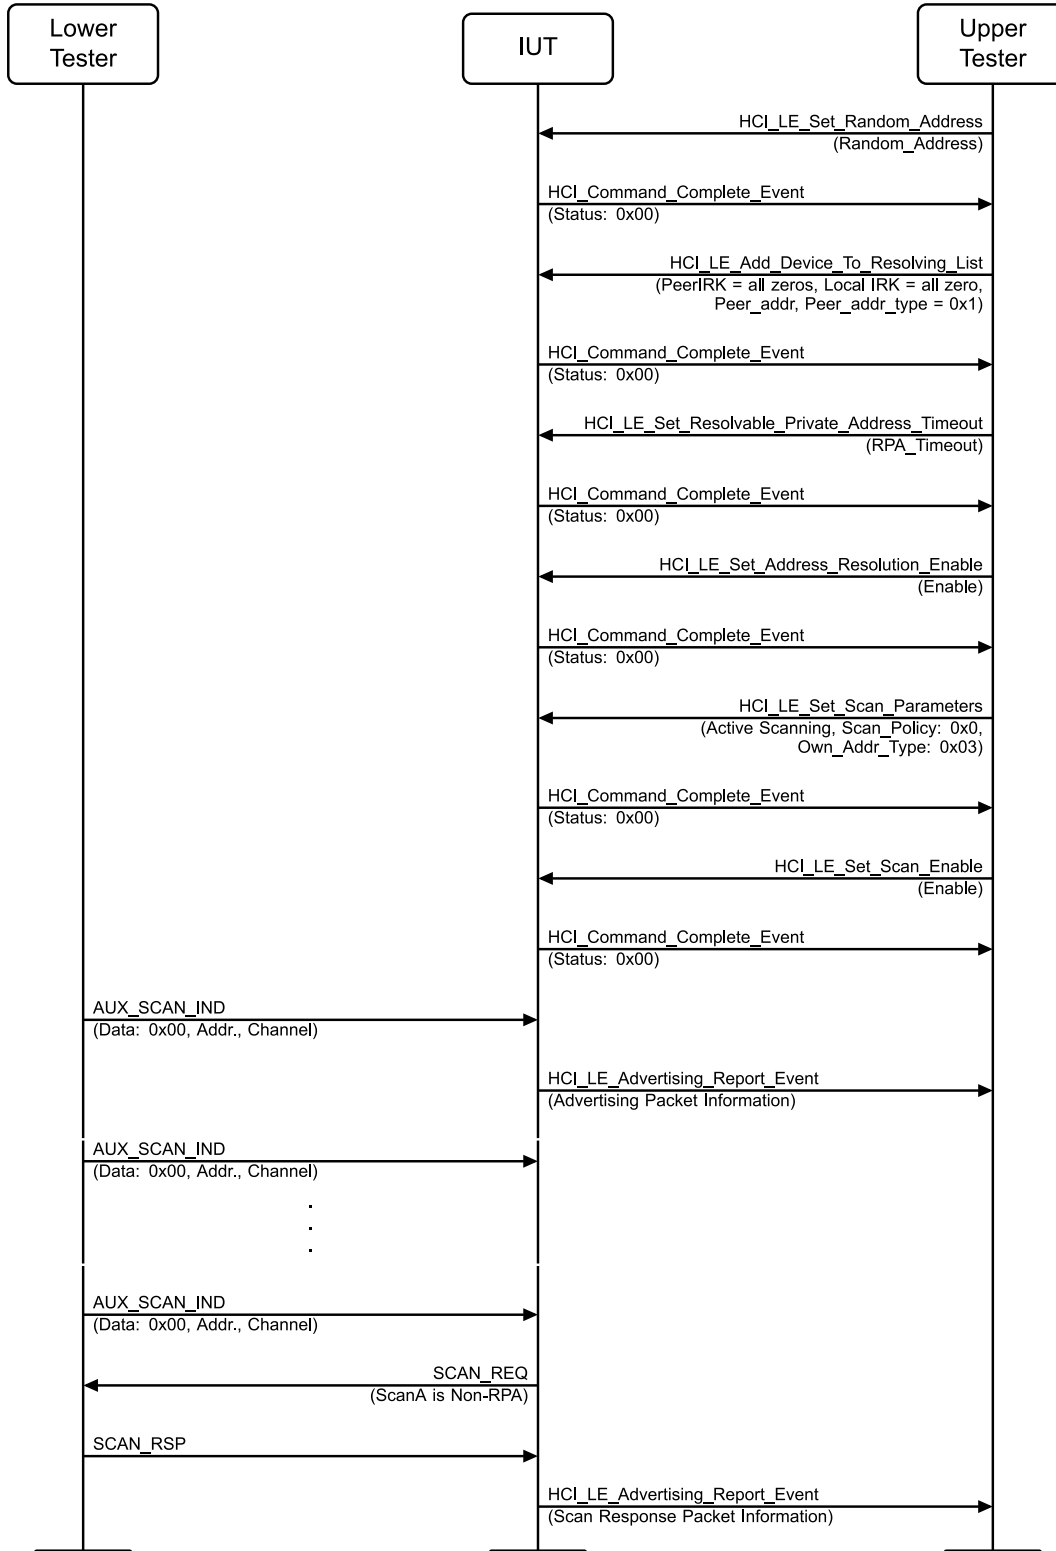 Lower
Tester
IUT
Upper
Tester
HCI_LE_Set_Random_Address
(Random_Address)
HCI_Command_Complete_Event
(Status: 0x00)
HCI_LE_Add_Device_To_Resolving_List
(PeerIRK = all zeros, Local IRK = all zero,
Peer_addr, Peer_addr_type = 0x1)
HCI_Command_Complete_Event
(Status: 0x00)
HCI_LE_Set_Resolvable_Private_Address_Timeout
(RPA_Timeout)
HCI_Command_Complete_Event
(Status: 0x00)
HCI_LE_Set_Address_Resolution_Enable
(Enable)
HCI_Command_Complete_Event
(Status: 0x00)
HCI_LE_Set_Scan_Parameters
(Active Scanning, Scan_Policy: 0x0,
Own_Addr_Type: 0x03)
HCI_Command_Complete_Event
(Status: 0x00)
HCI_LE_Set_Scan_Enable
(Enable)
HCI_Command_Complete_Event
(Status: 0x00)
AUX_SCAN_IND
(Data: 0x00, Addr., Channel)
HCI_LE_Advertising_Report_Event
(Advertising Packet Information)
AUX_SCAN_IND
(Data: 0x00, Addr., Channel)
.
.
.
AUX_SCAN_IND
(Data: 0x00, Addr., Channel)
SCAN_REQ
(ScanA is Non-RPA)
SCAN_RSP
HCI_LE_Advertising_Report_Event
(Scan Response Packet Information)